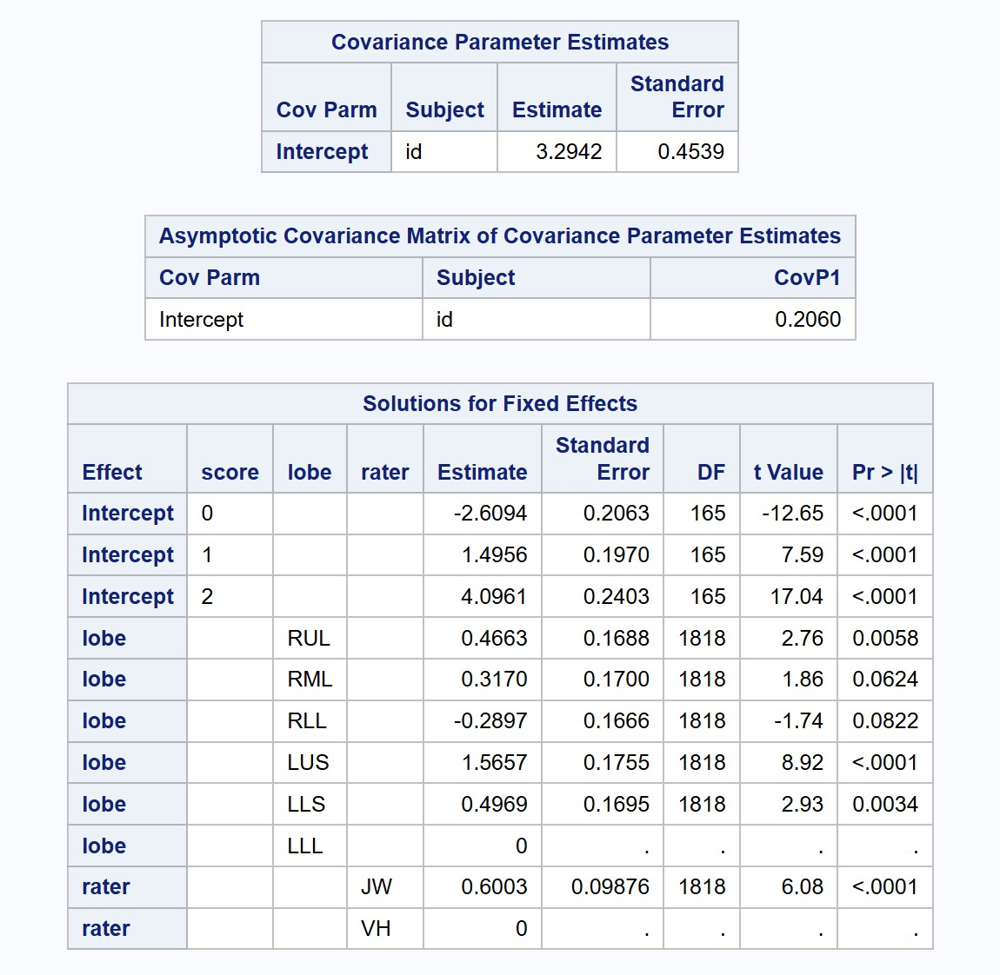 Covariance Parameter Estimates
Cov Parm Subject Estimate Standard Error
Intercept id 3.2942 0.4539
Asymptotic Covariance Matrix of Covariance Parameter Estimates
Cov Parm Subject CovP1
Intercept id 0.2060
Solutions for Fixed Effects
Effect score lobe rater Estimate Standard Error DF t Value Pr > |t|
Intercept 0 -2.6094 0.2063 165 -12.65 <.0001
Intercept 1 1.4956 0.1970 165 7.59 <.0001
Intercept 2 4.0961 0.2403 165 17.04 <.0001
lobe RUL 0.4663 0.1688 1818 2.76 0.0058
lobe RML 0.3170 0.1700 1818 1.86 0.0624
lobe RLL -0.2897 0.1666 1818 -1.74 0.0822
lobe LUS 1.5657 0.1755 1818 8.92 <.0001
lobe LLS 0.4969 0.1695 1818 2.93 0.0034
lobe LLL 0 . . . .
rater JW 0.6003 0.09876 1818 6.08 <.0001
rater VH 0 . . . .